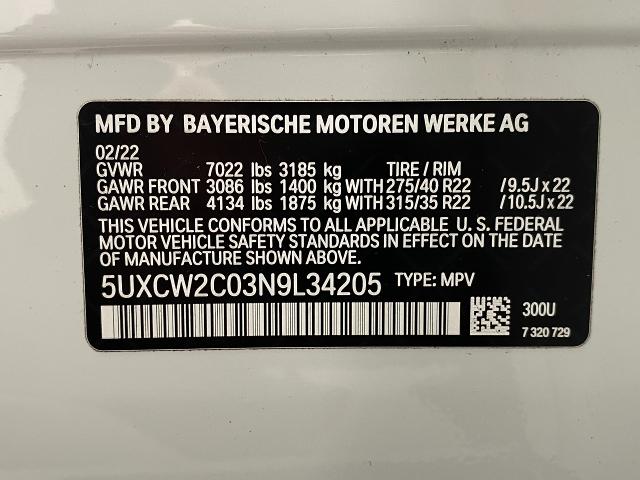 MFD BY BAYERISCHE MOTOREN WERKE AG
02/22
GVWR 7022 lbs 3185 kg TIRE / RIM
GAWR FRONT 3086 lbs 1400 kg WITH 275/40 R22 / 9.5J x 22
GAWR REAR 4134 lbs 1875 kg WITH 315/35 R22 / 10.5J x 22
THIS VEHICLE CONFORMS TO ALL APPLICABLE U. S. FEDERAL
MOTOR VEHICLE SAFETY STANDARDS IN EFFECT ON THE DATE
OF MANUFACTURE SHOWN ABOVE.
5UXCW2C03N9L34205 TYPE: MPV
300U
7 320 729